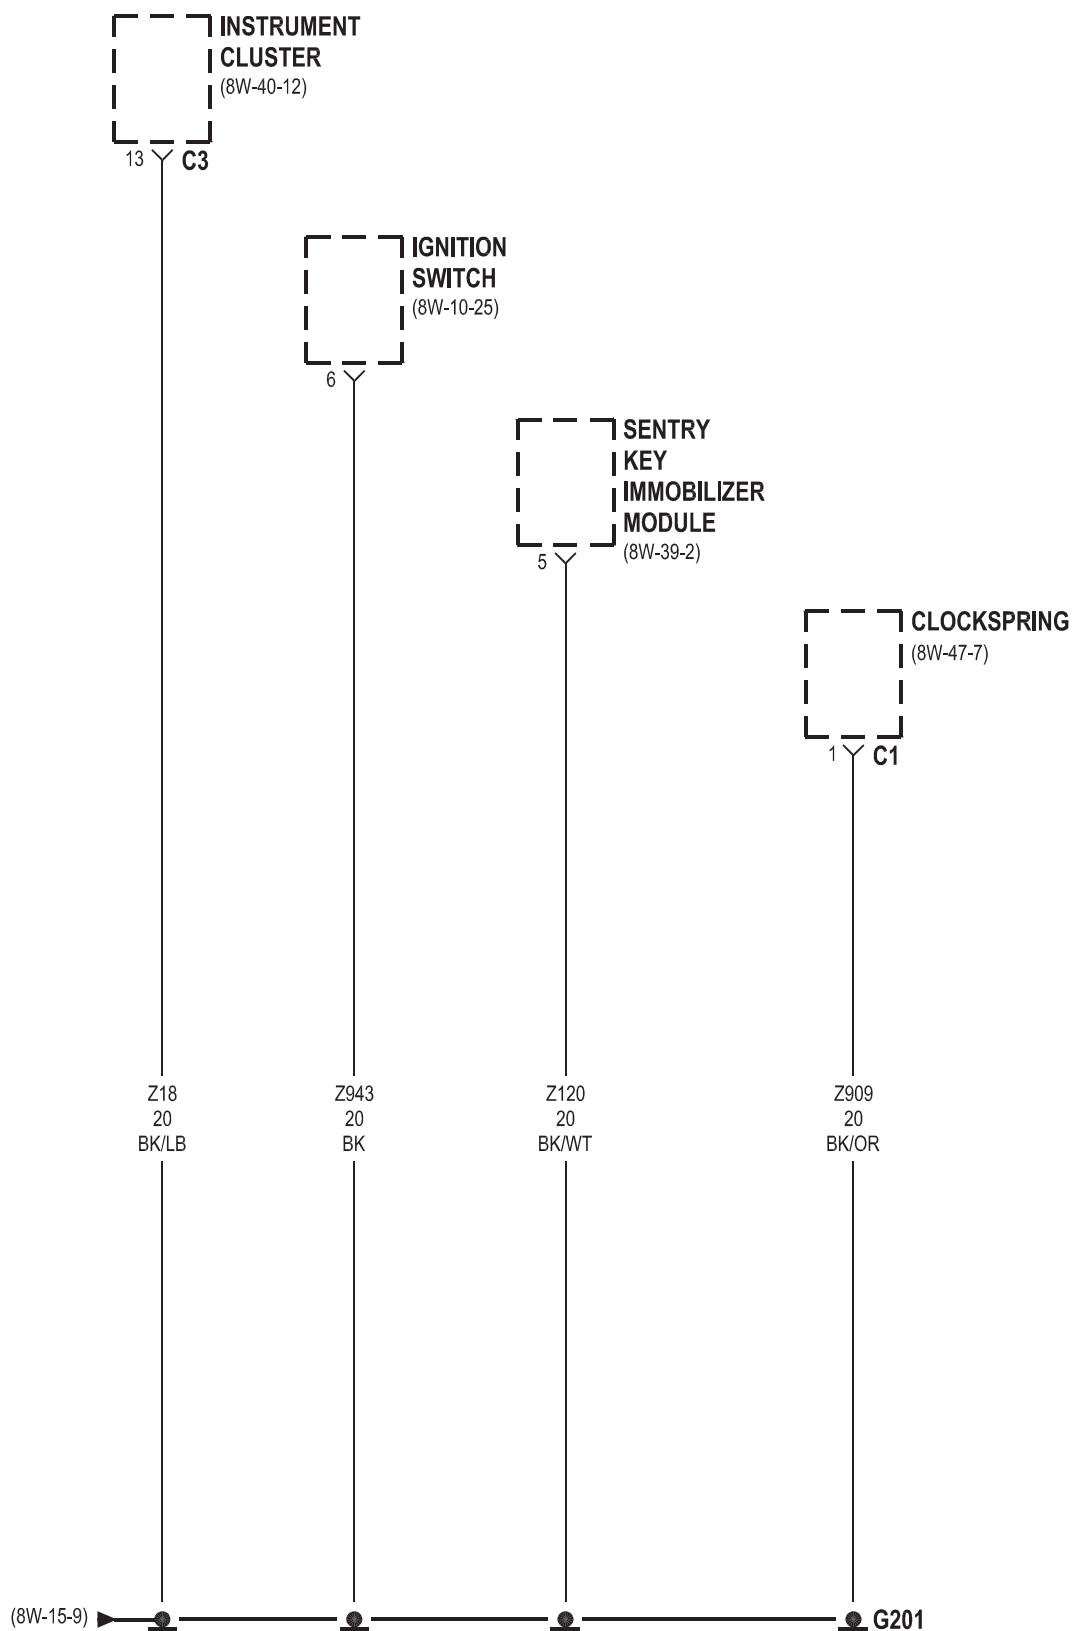 INSTRUMENT
CLUSTER
(8W-40-12)
13
C3
IGNITION
SWITCH
(8W-10-25)
6
SENTRY
KEY
IMMOBILIZER
MODULE
(8W-39-2)
5
CLOCKSPRING
(8W-47-7)
1
C1
Z18
20
BK/LB
Z943
20
BK
Z120
20
BK/WT
Z909
20
BK/OR
(8W-15-9)
G201